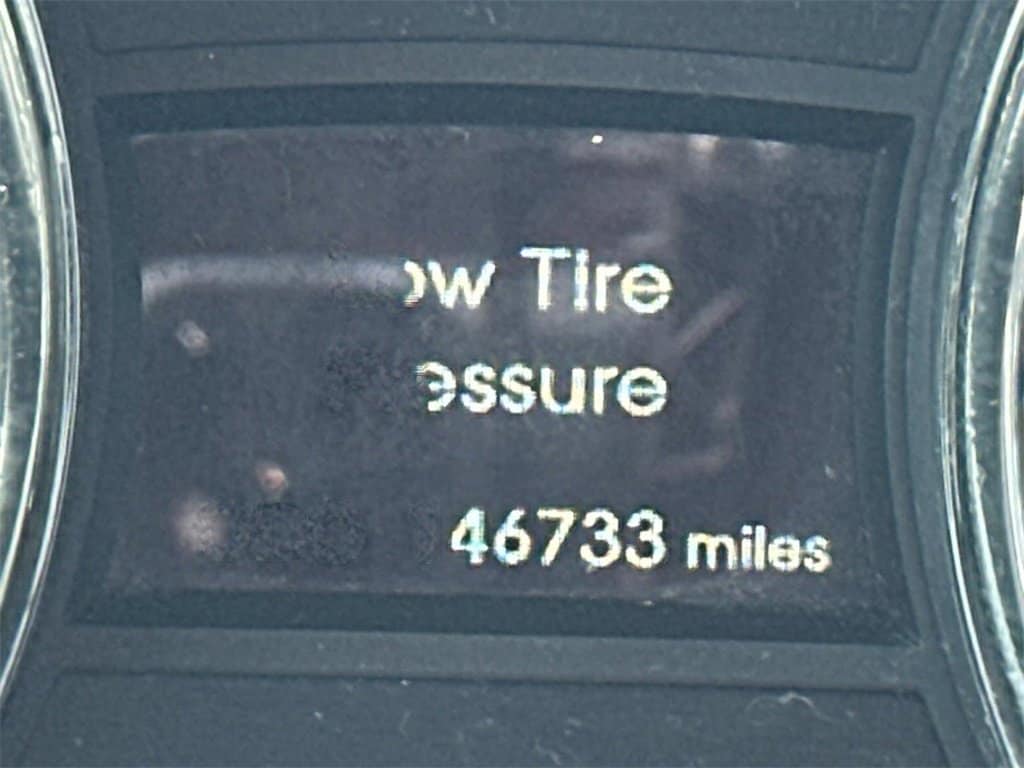 ow Tire
essure
46733 miles